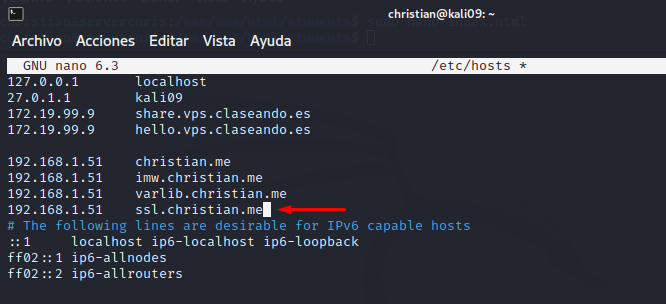 christian@kali09: ~
Archivo Acciones Editar Vista Ayuda
GNU nano 6.3 /etc/hosts *
127.0.0.1 localhost
27.0.1.1 kali09
172.19.99.9 share.vps.claseando.es
172.19.99.9 hello.vps.claseando.es
192.168.1.51 christian.me
192.168.1.51 imw.christian.me
192.168.1.51 varlib.christian.me
192.168.1.51 ssl.christian.me
# The following lines are desirable for IPv6 capable hosts
::1 localhost ip6-localhost ip6-loopback
ff02::1 ip6-allnodes
ff02::2 ip6-allrouters